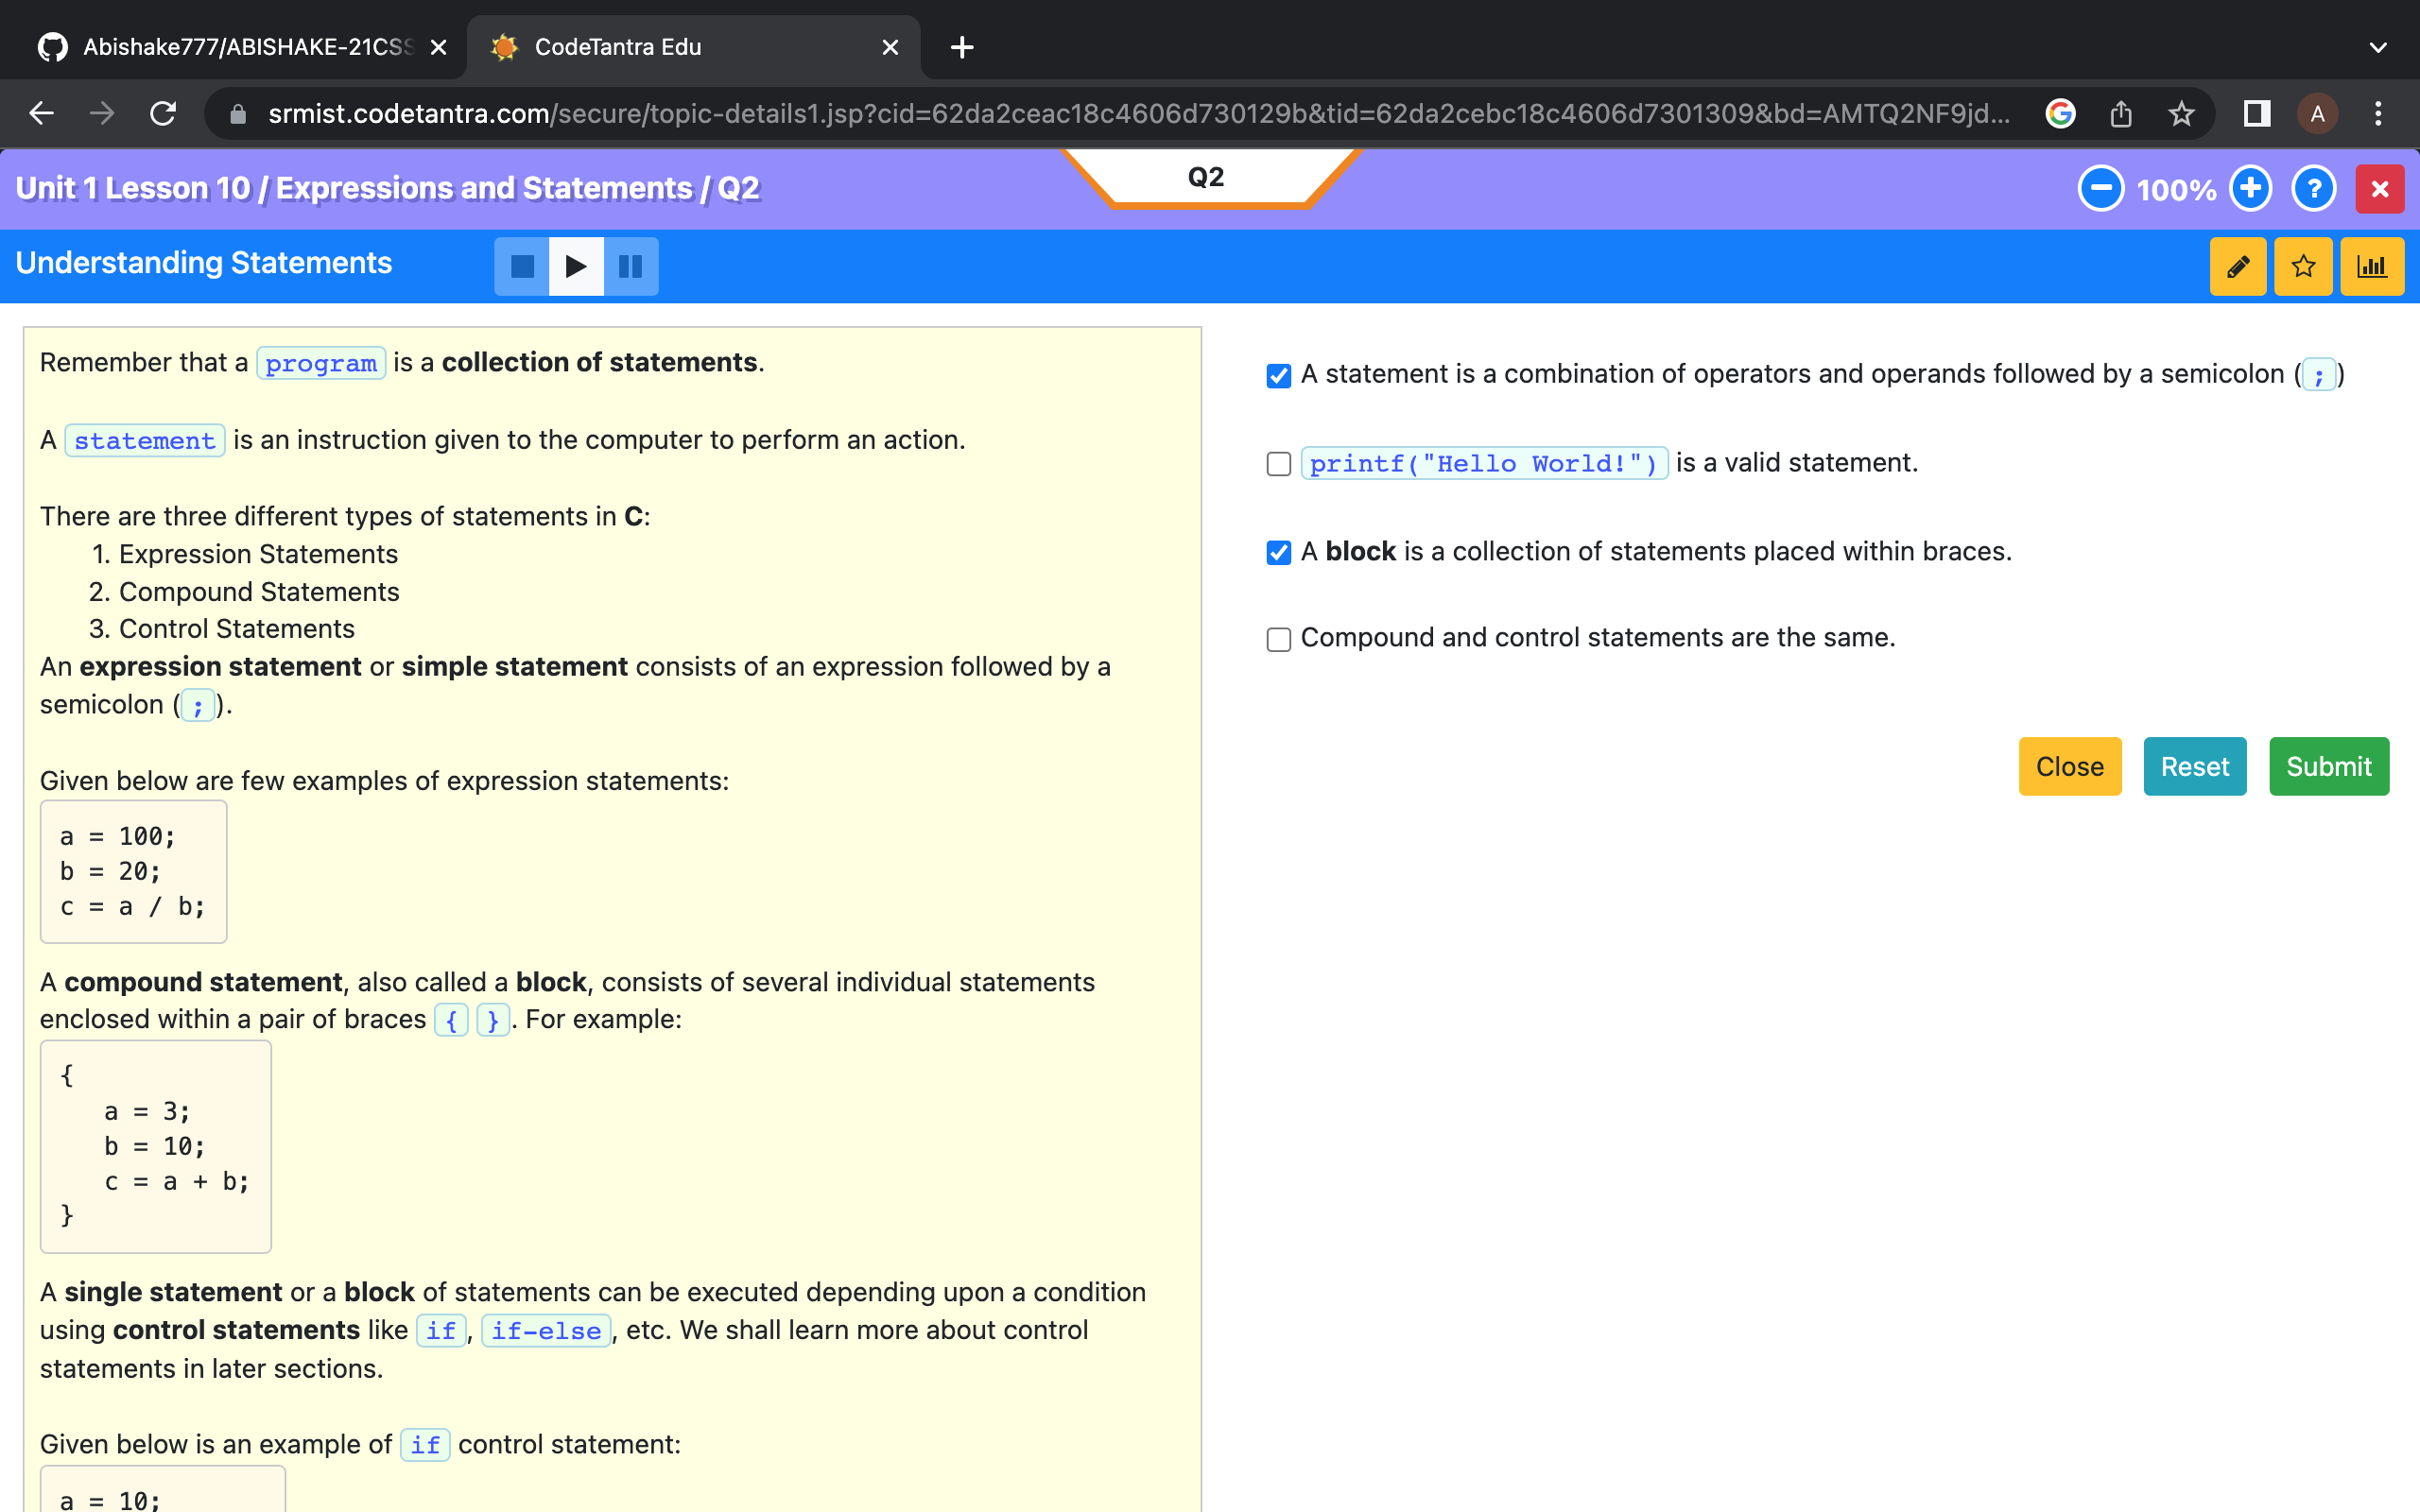 Abishake777/ABISHAKE-21CSS
CodeTantra Edu
srmist.codetantra.com/secure/topic-details1.jsp?cid=62da2ceac18c4606d730129b&tid=62da2cebc18c4606d7301309&bd=AMTQ2NF9jd...
A
Unit 1 Lesson 10 / Expressions and Statements / Q2
Q2
100%
?
Understanding Statements
Remember that a program is a collection of statements.
A statement is an instruction given to the computer to perform an action.
There are three different types of statements in C:
1. Expression Statements
2. Compound Statements
3. Control Statements
An expression statement or simple statement consists of an expression followed by a
semicolon ( ; ).
Given below are few examples of expression statements:
a = 100;
b = 20;
c = a / b;
A compound statement, also called a block, consists of several individual statements
enclosed within a pair of braces { } . For example:
{
a = 3;
b = 10;
c = a + b;
}
A single statement or a block of statements can be executed depending upon a condition
using control statements like if , if-else , etc. We shall learn more about control
statements in later sections.
Given below is an example of if control statement:
a = 10;
A statement is a combination of operators and operands followed by a semicolon ( ; )
printf("Hello World!") is a valid statement.
A block is a collection of statements placed within braces.
Compound and control statements are the same.
Close
Reset
Submit